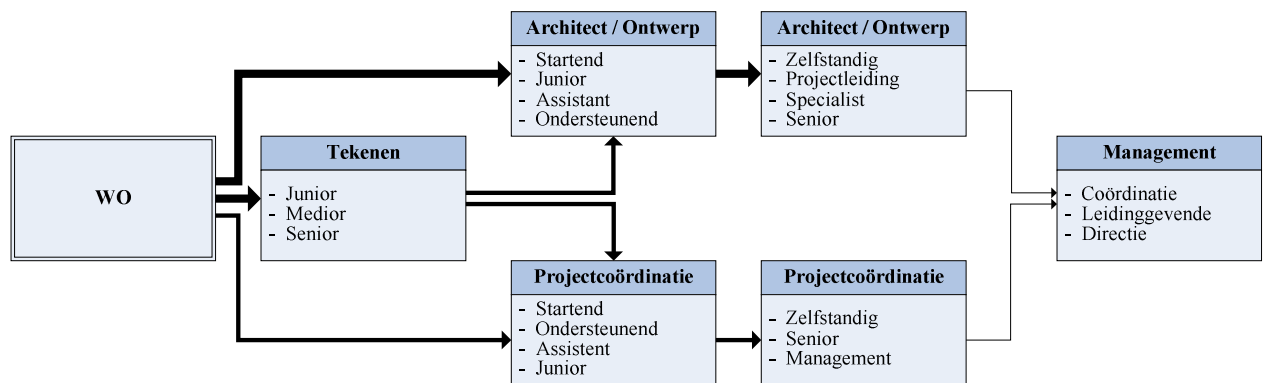 WO
Tekenen
- Junior
- Medior
- Senior
Architect / Ontwerp
- Startend
- Junior
- Assistant
- Ondersteunend
Architect / Ontwerp
- Zelfstandig
- Projectleiding
- Specialist
- Senior
Projectcoördinatie
- Startend
- Ondersteunend
- Assistent
- Junior
Projectcoördinatie
- Zelfstandig
- Senior
- Management
Management
- Coördinatie
- Leidinggevende
- Directie